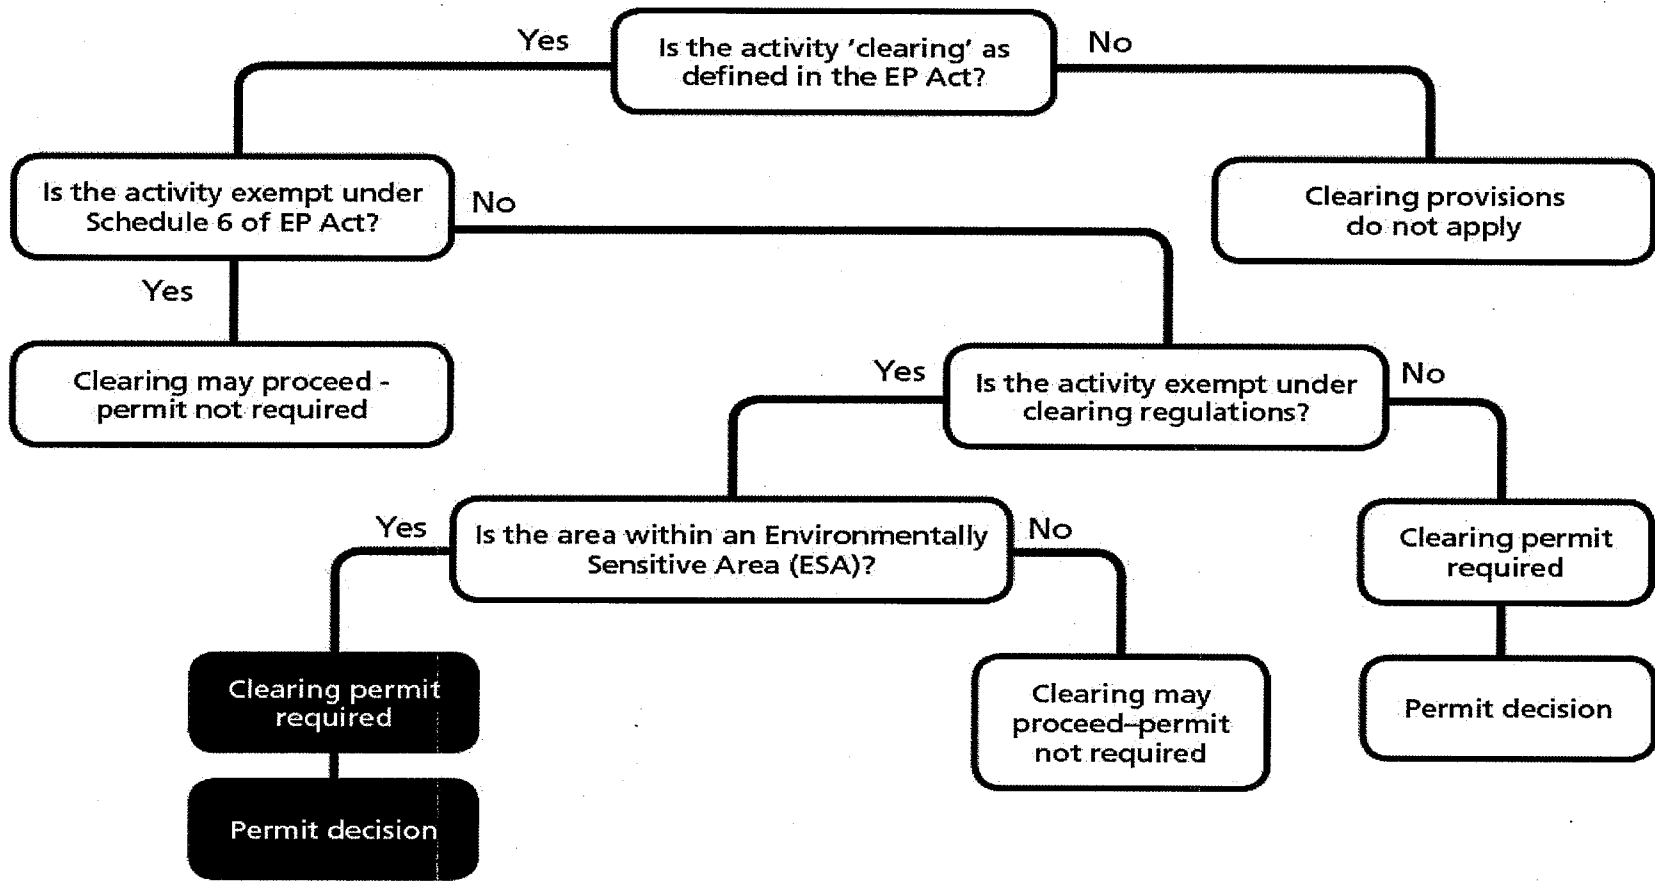 Yes
Is the activity 'clearing' as
defined in the EP Act?
No
Is the activity exempt under
Schedule 6 of EP Act?
No
Clearing provisions
do not apply
Yes
Clearing may proceed -
permit not required
Yes
Is the activity exempt under
clearing regulations?
No
Yes
Is the area within an Environmentally
Sensitive Area (ESA)?
No
Clearing permit
required
Clearing permit
required
Clearing may
proceed–permit
not required
Permit decision
Permit decision